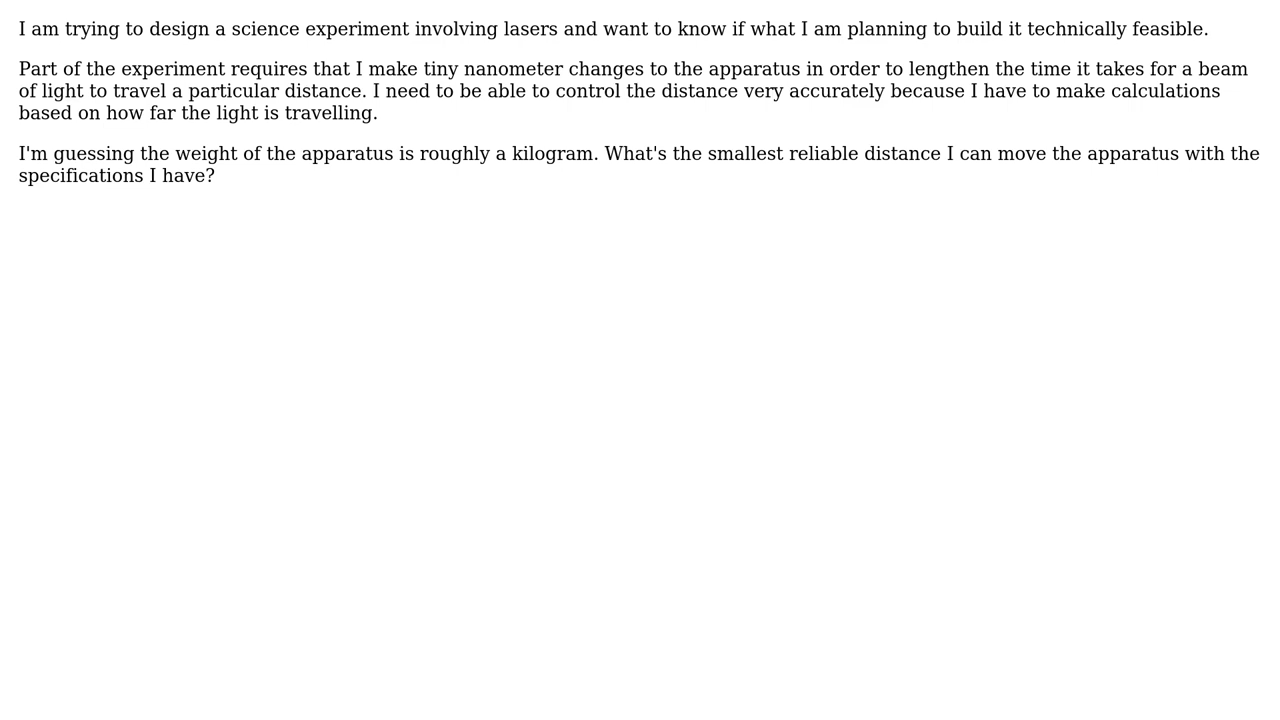 I am trying to design a science experiment involving lasers and want to know if what I am planning to build it technically feasible.
Part of the experiment requires that I make tiny nanometer changes to the apparatus in order to lengthen the time it takes for a beam
of light to travel a particular distance. I need to be able to control the distance very accurately because I have to make calculations
based on how far the light is travelling.
I'm guessing the weight of the apparatus is roughly a kilogram. What's the smallest reliable distance I can move the apparatus with the
specifications I have?